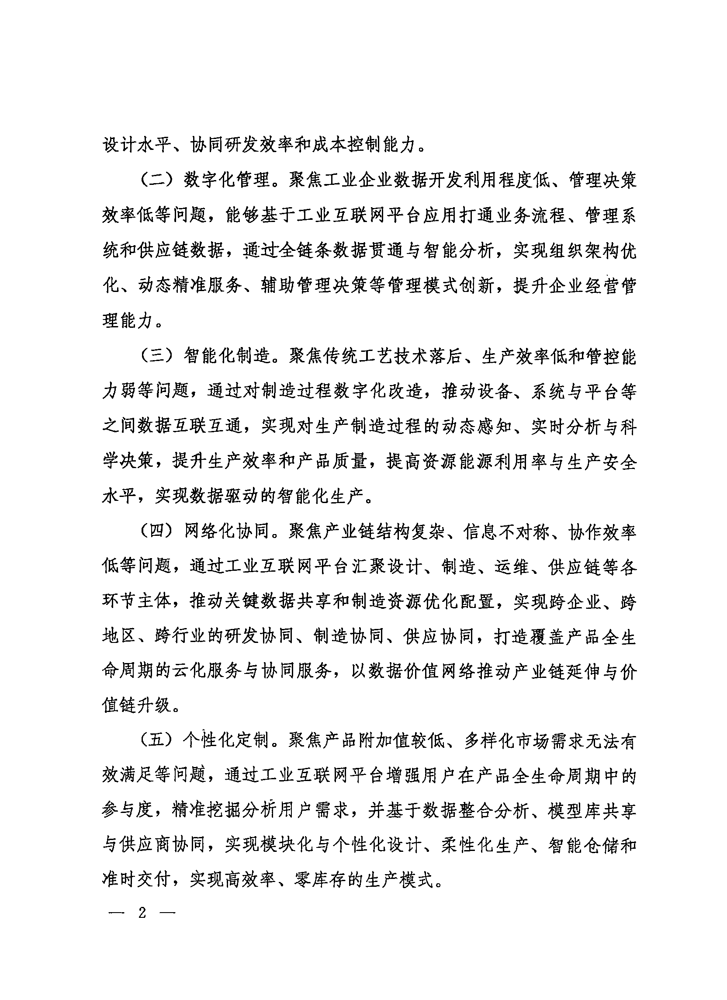 设计水平、协同研发效率和成本控制能力。
（二）数字化管理。聚焦工业企业数据开发利用程度低、管理决策
效率低等问题，能够基于工业互联网平台应用打通业务流程、管理系
统和供应链数据，通过全链条数据贯通与智能分析，实现组织架构优
化、动态精准服务、辅助管理决策等管理模式创新，提升企业经营管
理能力。
（三）智能化制造。聚焦传统工艺技术落后、生产效率低和管控能
力弱等问题，通过对制造过程数字化改造，推动设备、系统与平台等
之间数据互联互通，实现对生产制造过程的动态感知、实时分析与科
学决策，提升生产效率和产品质量，提高资源能源利用率与生产安全
水平，实现数据驱动的智能化生产。
（四）网络化协同。聚焦产业链结构复杂、信息不对称、协作效率
低等问题，通过工业互联网平台汇聚设计、制造、运维、供应链等各
环节主体，推动关键数据共享和制造资源优化配置，实现跨企业、跨
地区、跨行业的研发协同、制造协同、供应协同，打造覆盖产品全生
命周期的云化服务与协同服务，以数据价值网络推动产业链延伸与价
值链升级。
（五）个性化定制。聚焦产品附加值较低、多样化市场需求无法有
效满足等问题，通过工业互联网平台增强用户在产品全生命周期中的
参与度，精准挖掘分析用户需求，并基于数据整合分析、模型库共享
与供应商协同，实现模块化与个性化设计、柔性化生产、智能仓储和
准时交付，实现高效率、零库存的生产模式。
— 2 —